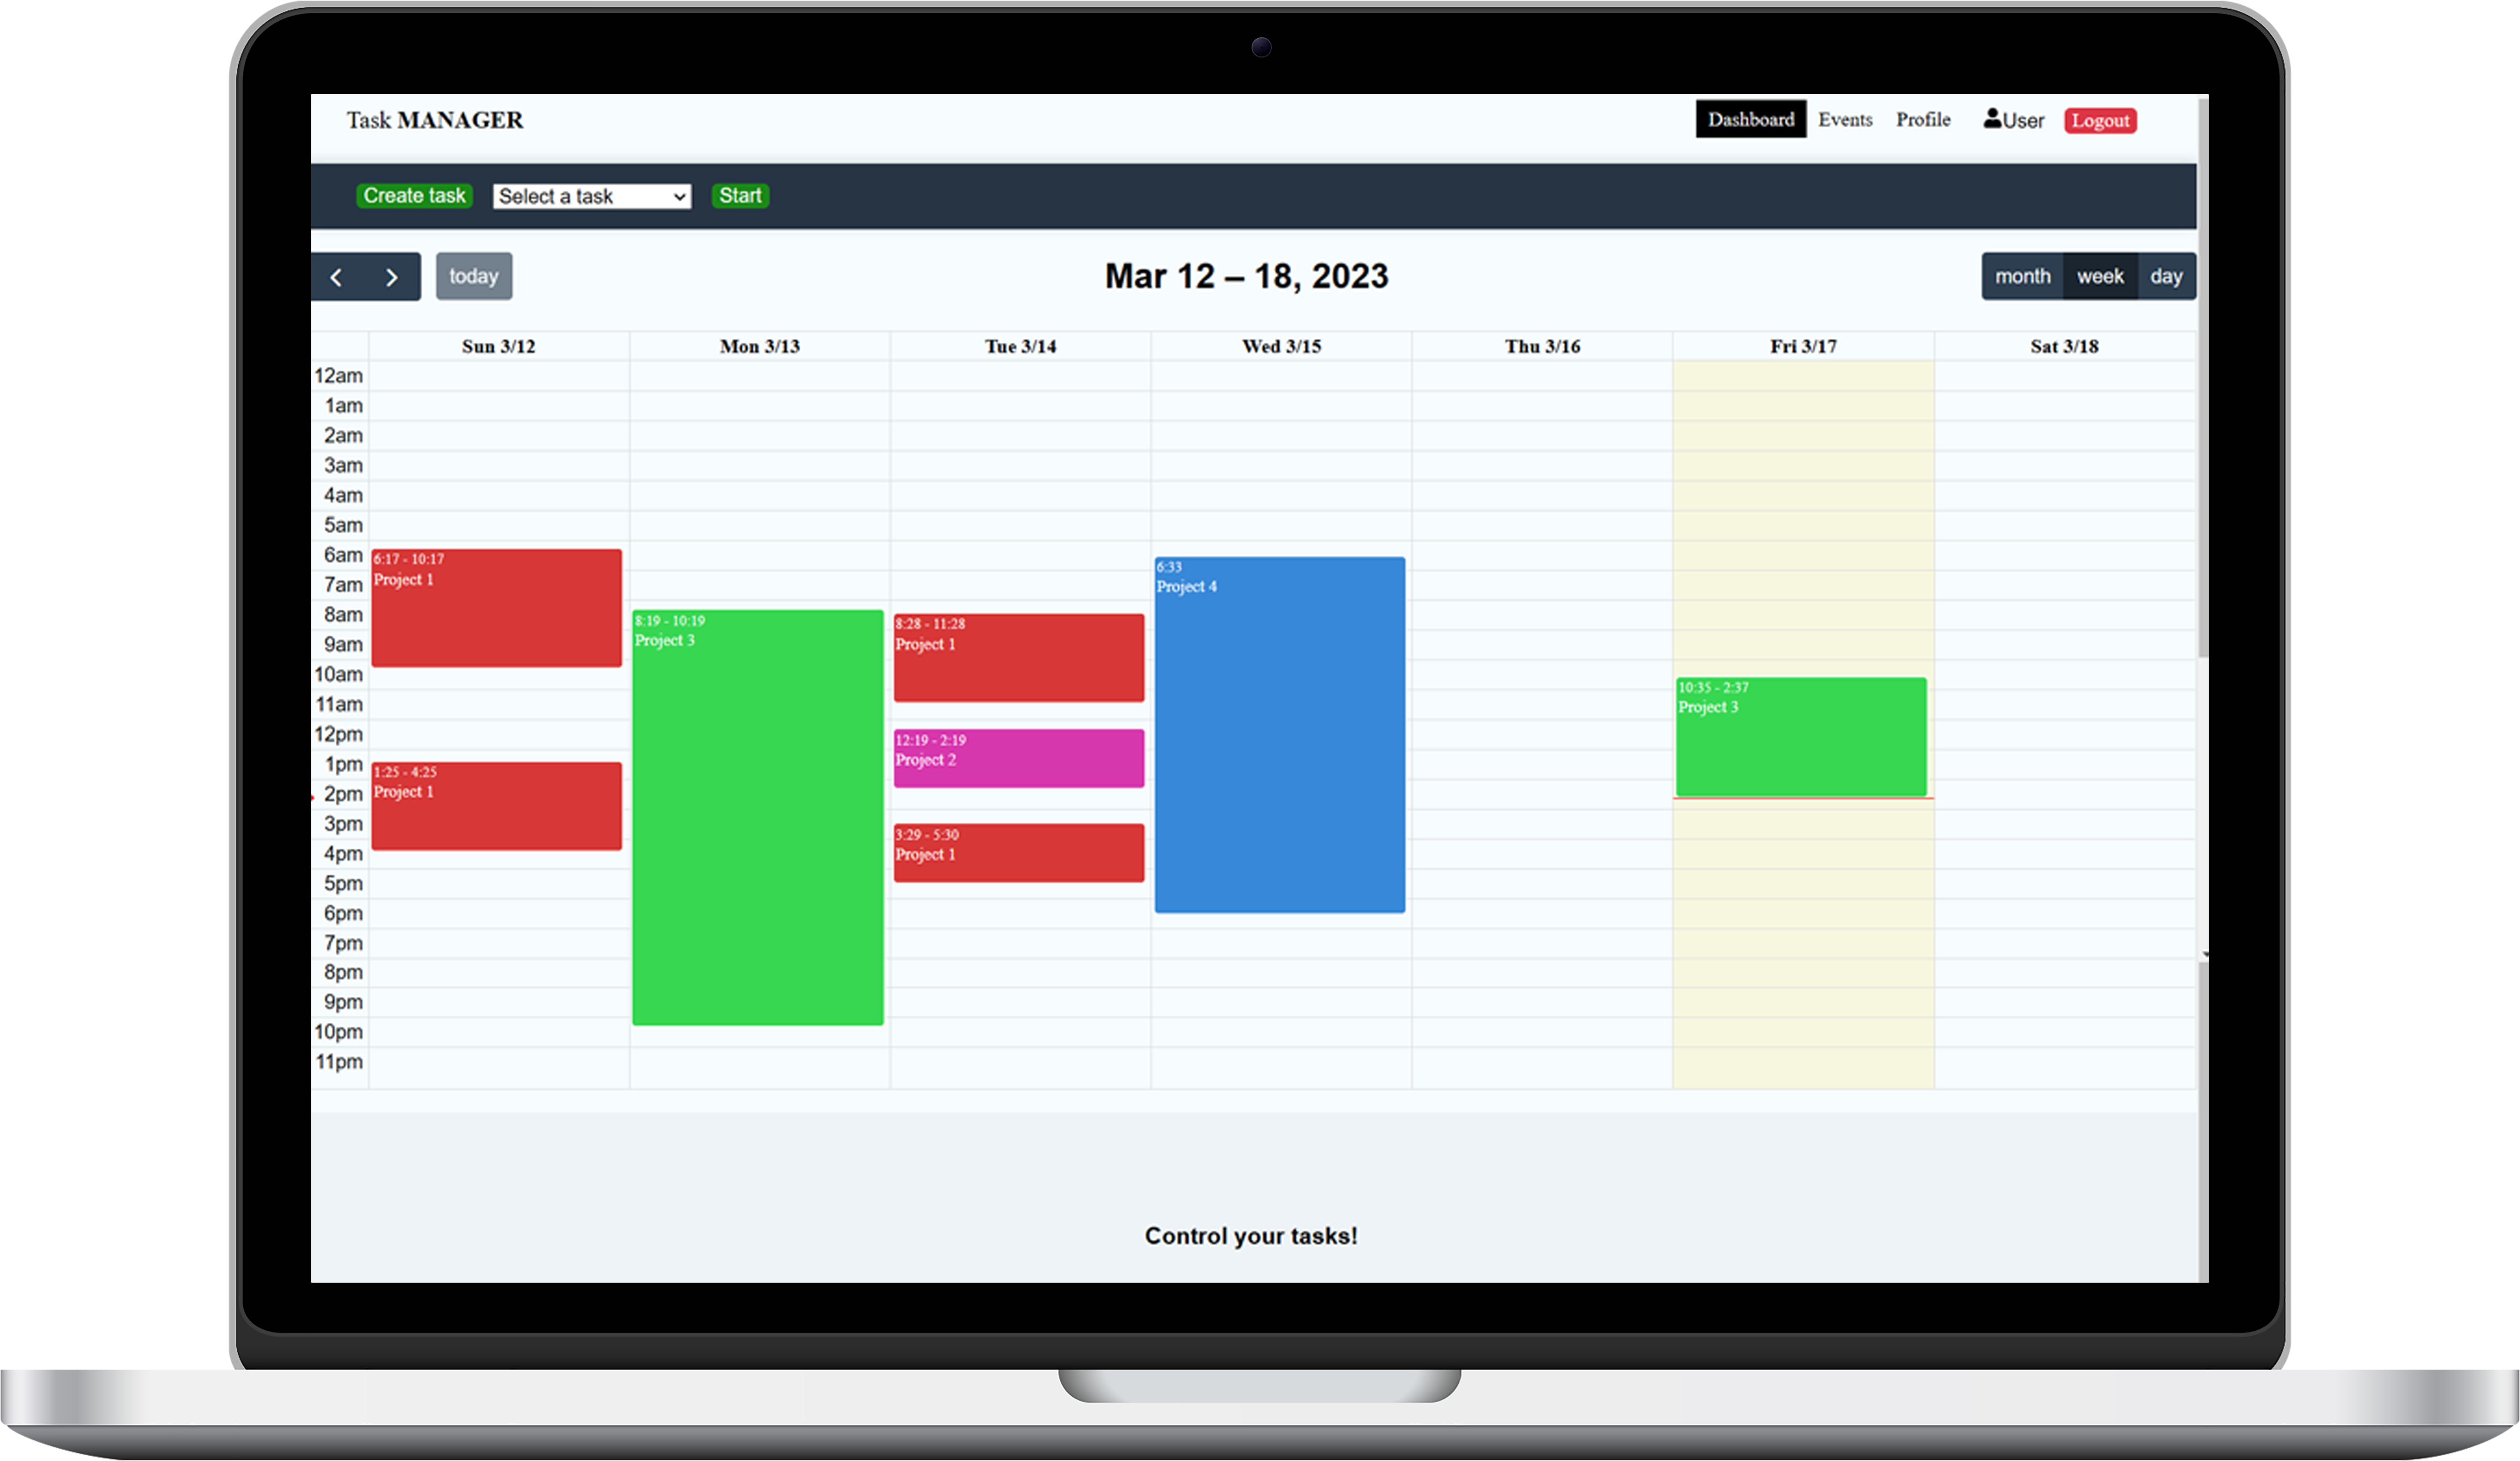 Task MANAGER
Dashboard Events Profile User Logout
Create task Select a task Start
today
Mar 12 – 18, 2023
month week day
Sun 3/12 Mon 3/13 Tue 3/14 Wed 3/15 Thu 3/16 Fri 3/17 Sat 3/18
12am
1am
2am
3am
4am
5am
6am
7am
8am
9am
10am
11am
12pm
1pm
2pm
3pm
4pm
5pm
6pm
7pm
8pm
9pm
10pm
11pm
6:17 - 10:17
Project 1
1:25 - 4:25
Project 1
8:19 - 10:19
Project 3
8:28 - 11:28
Project 1
12:19 - 2:19
Project 2
3:29 - 5:30
Project 1
6:33
Project 4
10:35 - 2:37
Project 3
Control your tasks!